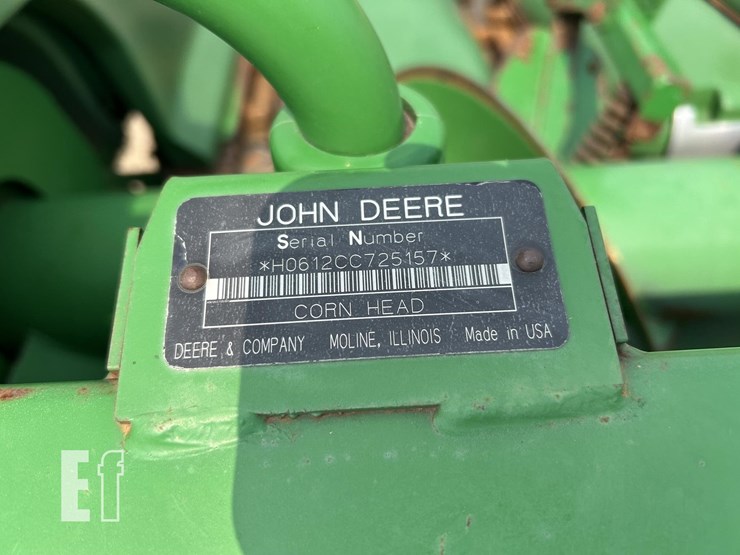 JOHN DEERE
Serial Number
*H0612CC725157*
CORN HEAD
DEERE & COMPANY MOLINE, ILLINOIS Made in USA
Ef